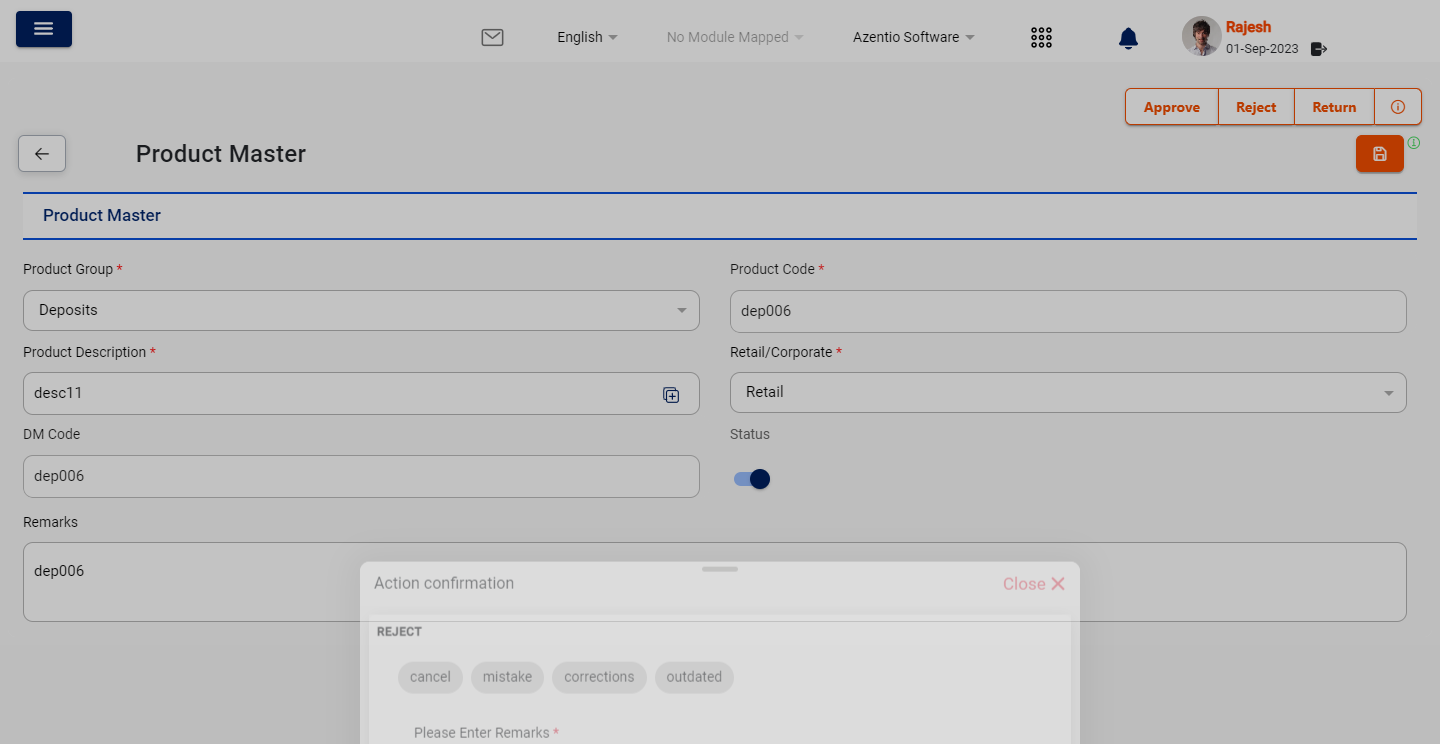 English
No Module Mapped
Azentio Software
Rajesh
01-Sep-2023
Approve
Reject
Return
Product Master
Product Master
Product Group *
Product Code *
Deposits
dep006
Product Description *
Retail/Corporate *
desc11
Retail
DM Code
Status
dep006
Remarks
dep006
Action confirmation
Close
REJECT
cancel mistake corrections outdated
Please Enter Remarks *